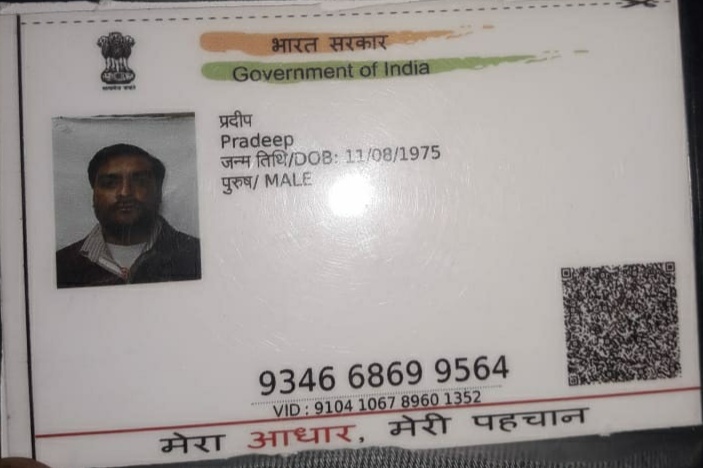 भारत सरकार
Government of India
प्रदीप
Pradeep
जन्म तिथि/DOB: 11/08/1975
पुरुष/ MALE
9346 6869 9564
VID : 9104 1067 8960 1352
मेरा आधार, मेरी पहचान